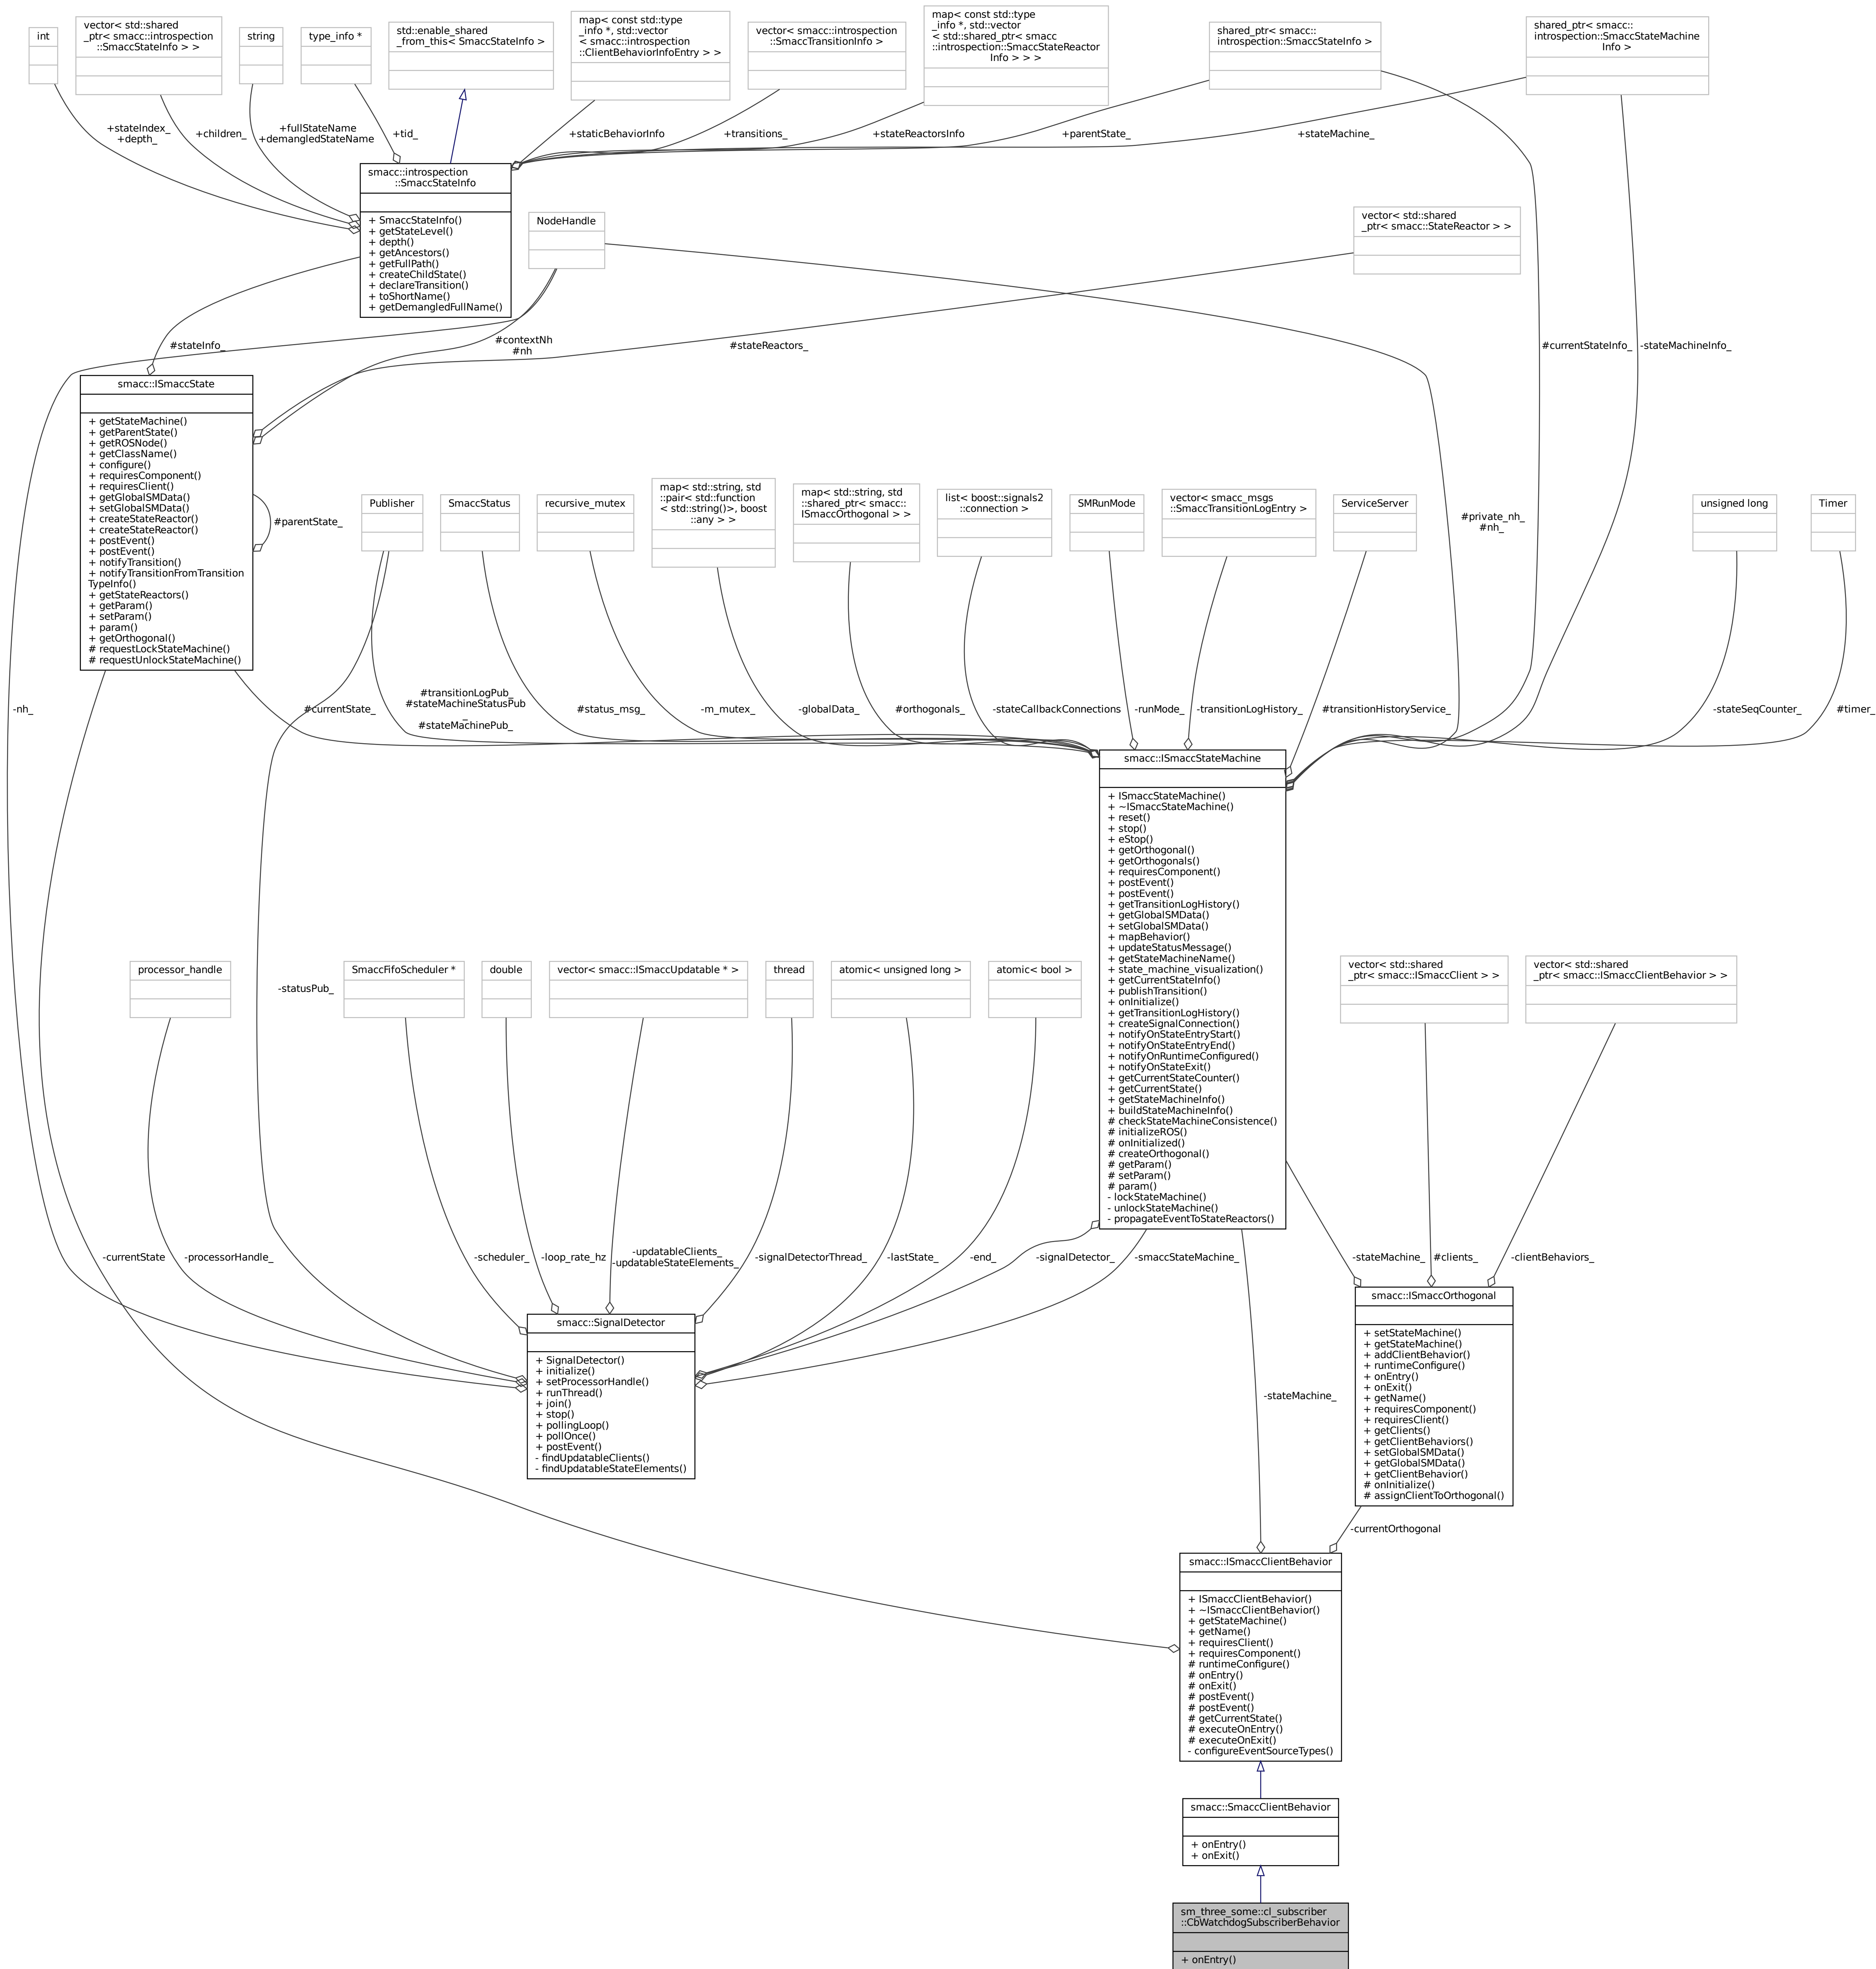 int
vector< std::shared
_ptr< smacc::introspection
::SmaccStateInfo > >
string
type_info *
std::enable_shared
_from_this< SmaccStateInfo >
map< const std::type
_info *, std::vector
< smacc::introspection
::ClientBehaviorInfoEntry > >
vector< smacc::introspection
::SmaccTransitionInfo >
map< const std::type
_info *, std::vector
< std::shared_ptr< smacc
::introspection::SmaccStateReactor
Info > > >
shared_ptr< smacc::
introspection::SmaccStateInfo >
shared_ptr< smacc::
introspection::SmaccStateMachine
Info >
+stateIndex_
+depth_
+children_
+fullStateName
+demangledStateName
+tid_
+staticBehaviorInfo
+transitions_
+stateReactorsInfo
+parentState_
+stateMachine_
smacc::introspection
::SmaccStateInfo
+ SmaccStateInfo()
+ getStateLevel()
+ depth()
+ getAncestors()
+ getFullPath()
+ createChildState()
+ declareTransition()
+ toShortName()
+ getDemangledFullName()
NodeHandle
vector< std::shared
_ptr< smacc::StateReactor > >
#stateInfo_
#contextNh
#nh
#stateReactors_
#currentStateInfo_
-stateMachineInfo_
smacc::ISmaccState
+ getStateMachine()
+ getParentState()
+ getROSNode()
+ getClassName()
+ configure()
+ requiresComponent()
+ requiresClient()
+ getGlobalSMData()
+ setGlobalSMData()
+ createStateReactor()
+ createStateReactor()
+ postEvent()
+ postEvent()
+ notifyTransition()
+ notifyTransitionFromTransition
TypeInfo()
+ getStateReactors()
+ getParam()
+ setParam()
+ param()
+ getOrthogonal()
# requestLockStateMachine()
# requestUnlockStateMachine()
#parentState_
Publisher
SmaccStatus
recursive_mutex
map< std::string, std
::pair< std::function
< std::string()>, boost
::any > >
map< std::string, std
::shared_ptr< smacc::
ISmaccOrthogonal > >
list< boost::signals2
::connection >
SMRunMode
vector< smacc_msgs
::SmaccTransitionLogEntry >
ServiceServer
#private_nh_
#nh_
unsigned long
Timer
-nh_
#currentState_
#transitionLogPub_
#stateMachineStatusPub
_
#stateMachinePub_
#status_msg_
-m_mutex_
-globalData_
#orthogonals_
-stateCallbackConnections
-runMode_
-transitionLogHistory_
#transitionHistoryService_
-stateSeqCounter_
#timer_
smacc::ISmaccStateMachine
+ ISmaccStateMachine()
+ ~ISmaccStateMachine()
+ reset()
+ stop()
+ eStop()
+ getOrthogonal()
+ getOrthogonals()
+ requiresComponent()
+ postEvent()
+ postEvent()
+ getTransitionLogHistory()
+ getGlobalSMData()
+ setGlobalSMData()
+ mapBehavior()
+ updateStatusMessage()
+ getStateMachineName()
+ state_machine_visualization()
+ getCurrentStateInfo()
+ publishTransition()
+ onInitialize()
+ getTransitionLogHistory()
+ createSignalConnection()
+ notifyOnStateEntryStart()
+ notifyOnStateEntryEnd()
+ notifyOnRuntimeConfigured()
+ notifyOnStateExit()
+ getCurrentStateCounter()
+ getCurrentState()
+ getStateMachineInfo()
+ buildStateMachineInfo()
# checkStateMachineConsistence()
# initializeROS()
# onInitialized()
# createOrthogonal()
# getParam()
# setParam()
# param()
- lockStateMachine()
- unlockStateMachine()
- propagateEventToStateReactors()
processor_handle
-statusPub_
SmaccFifoScheduler *
double
vector< smacc::ISmaccUpdatable * >
thread
atomic< unsigned long >
atomic< bool >
vector< std::shared
_ptr< smacc::ISmaccClient > >
vector< std::shared
_ptr< smacc::ISmaccClientBehavior > >
-currentState
-processorHandle_
-scheduler_
-loop_rate_hz
-updatableClients_
-updatableStateElements_
-signalDetectorThread_
-lastState_
-end_
-signalDetector_
-smaccStateMachine_
-stateMachine_
#clients_
-clientBehaviors_
smacc::SignalDetector
+ SignalDetector()
+ initialize()
+ setProcessorHandle()
+ runThread()
+ join()
+ stop()
+ pollingLoop()
+ pollOnce()
+ postEvent()
- findUpdatableClients()
- findUpdatableStateElements()
-stateMachine_
smacc::ISmaccOrthogonal
+ setStateMachine()
+ getStateMachine()
+ addClientBehavior()
+ runtimeConfigure()
+ onEntry()
+ onExit()
+ getName()
+ requiresComponent()
+ requiresClient()
+ getClients()
+ getClientBehaviors()
+ setGlobalSMData()
+ getGlobalSMData()
+ getClientBehavior()
# onInitialize()
# assignClientToOrthogonal()
-currentOrthogonal
smacc::ISmaccClientBehavior
+ ISmaccClientBehavior()
+ ~ISmaccClientBehavior()
+ getStateMachine()
+ getName()
+ requiresClient()
+ requiresComponent()
# runtimeConfigure()
# onEntry()
# onExit()
# postEvent()
# postEvent()
# getCurrentState()
# executeOnEntry()
# executeOnExit()
- configureEventSourceTypes()
smacc::SmaccClientBehavior
+ onEntry()
+ onExit()
sm_three_some::cl_subscriber
::CbWatchdogSubscriberBehavior
+ onEntry()